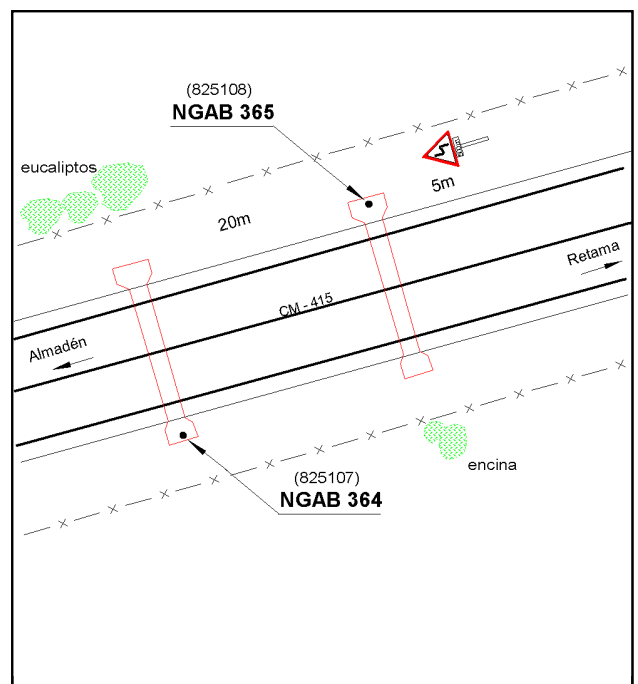 (825108)
NGAB 365
eucaliptos
5m
20m
Retama
CM - 415
Almadén
encina
(825107)
NGAB 364